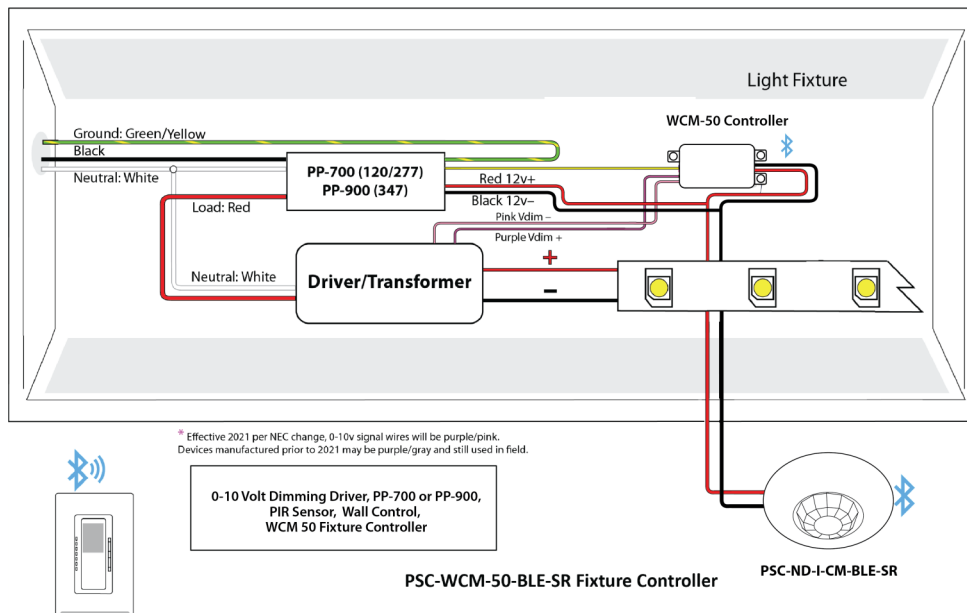 Light Fixture
WCM-50 Controller
Ground: Green/Yellow
Black
Neutral: White
PP-700 (120/277)
PP-900 (347)
Red 12v+
Black 12v–
Load: Red
Pink Vdim –
Purple Vdim +
Neutral: White
Driver/Transformer
+
–
* Effective 2021 per NEC change, 0-10v signal wires will be purple/pink.
Devices manufactured prior to 2021 may be purple/gray and still used in field.
0-10 Volt Dimming Driver, PP-700 or PP-900,
PIR Sensor, Wall Control,
WCM 50 Fixture Controller
PSC-WCM-50-BLE-SR Fixture Controller
PSC-ND-I-CM-BLE-SR